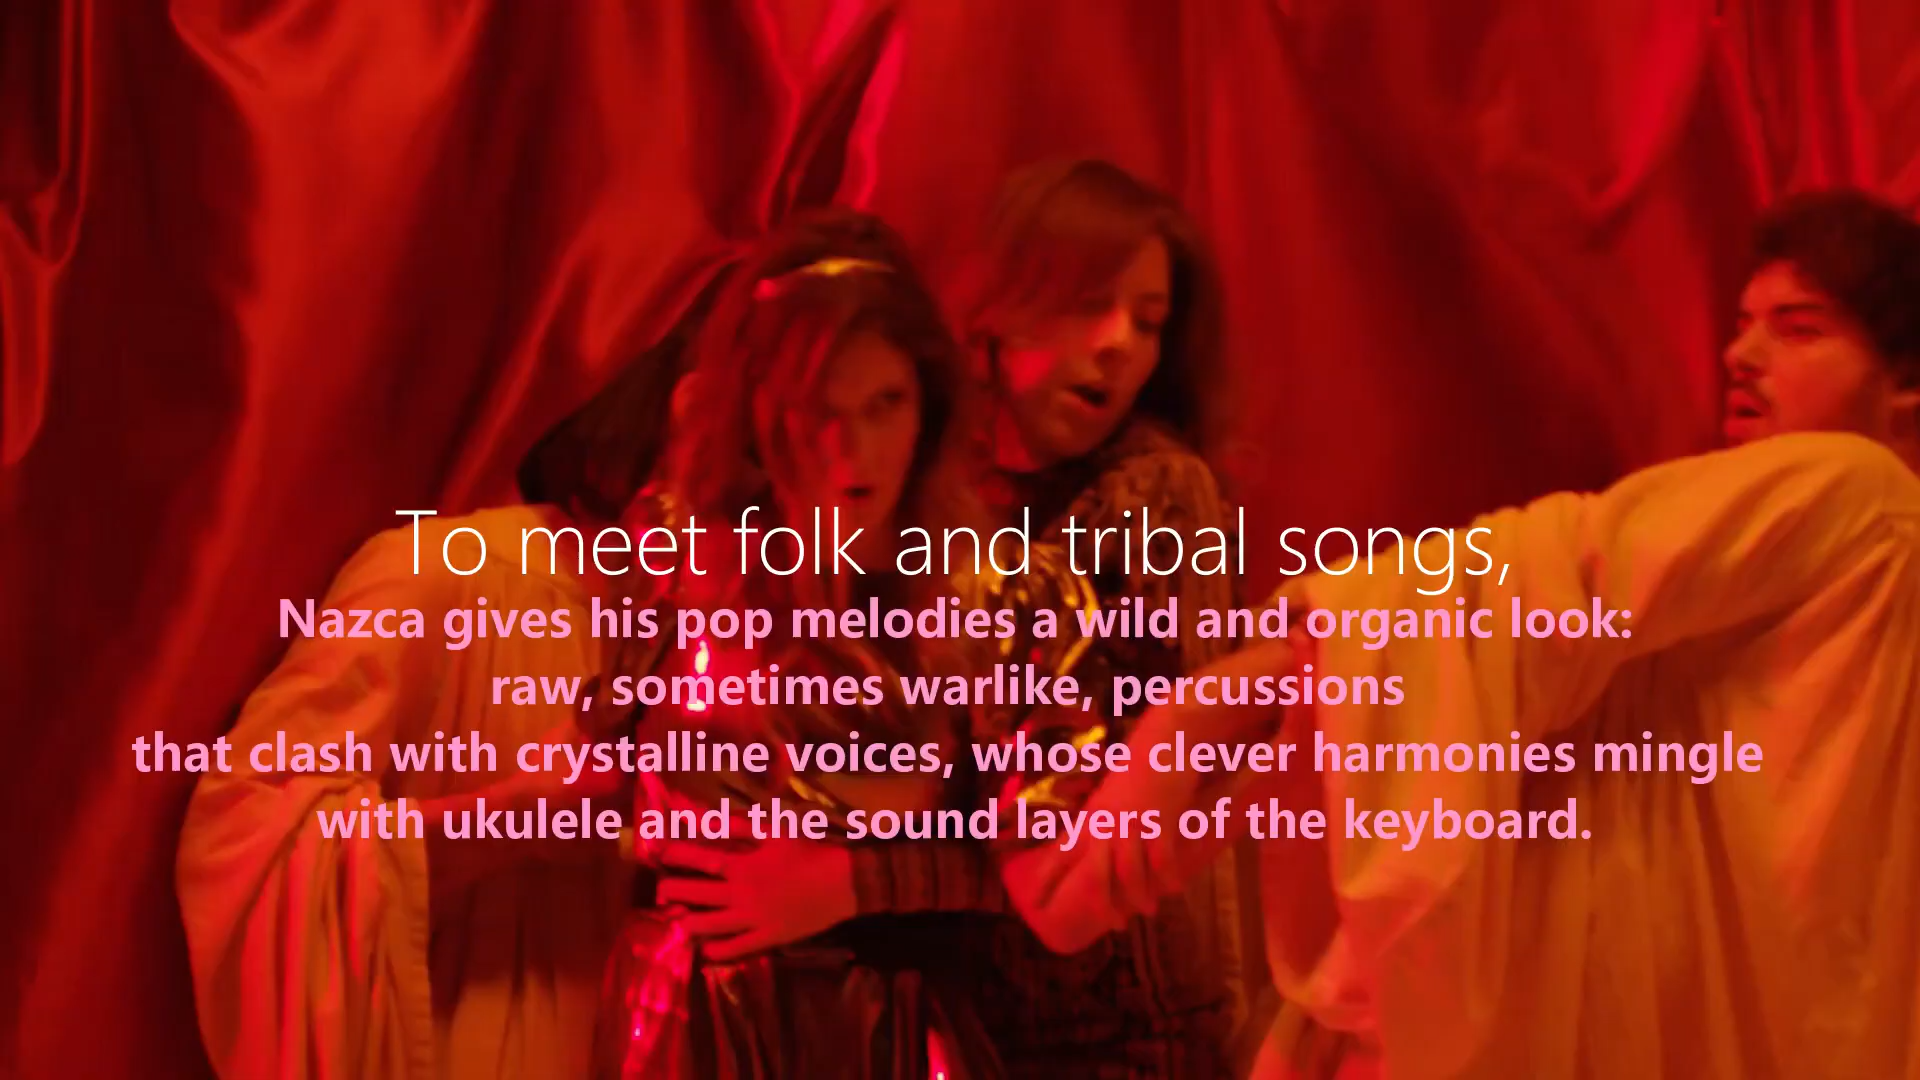 To meet folk and tribal songs,
Nazca gives his pop melodies a wild and organic look:
raw, sometimes warlike, percussions
that clash with crystalline voices, whose clever harmonies mingle
with ukulele and the sound layers of the keyboard.